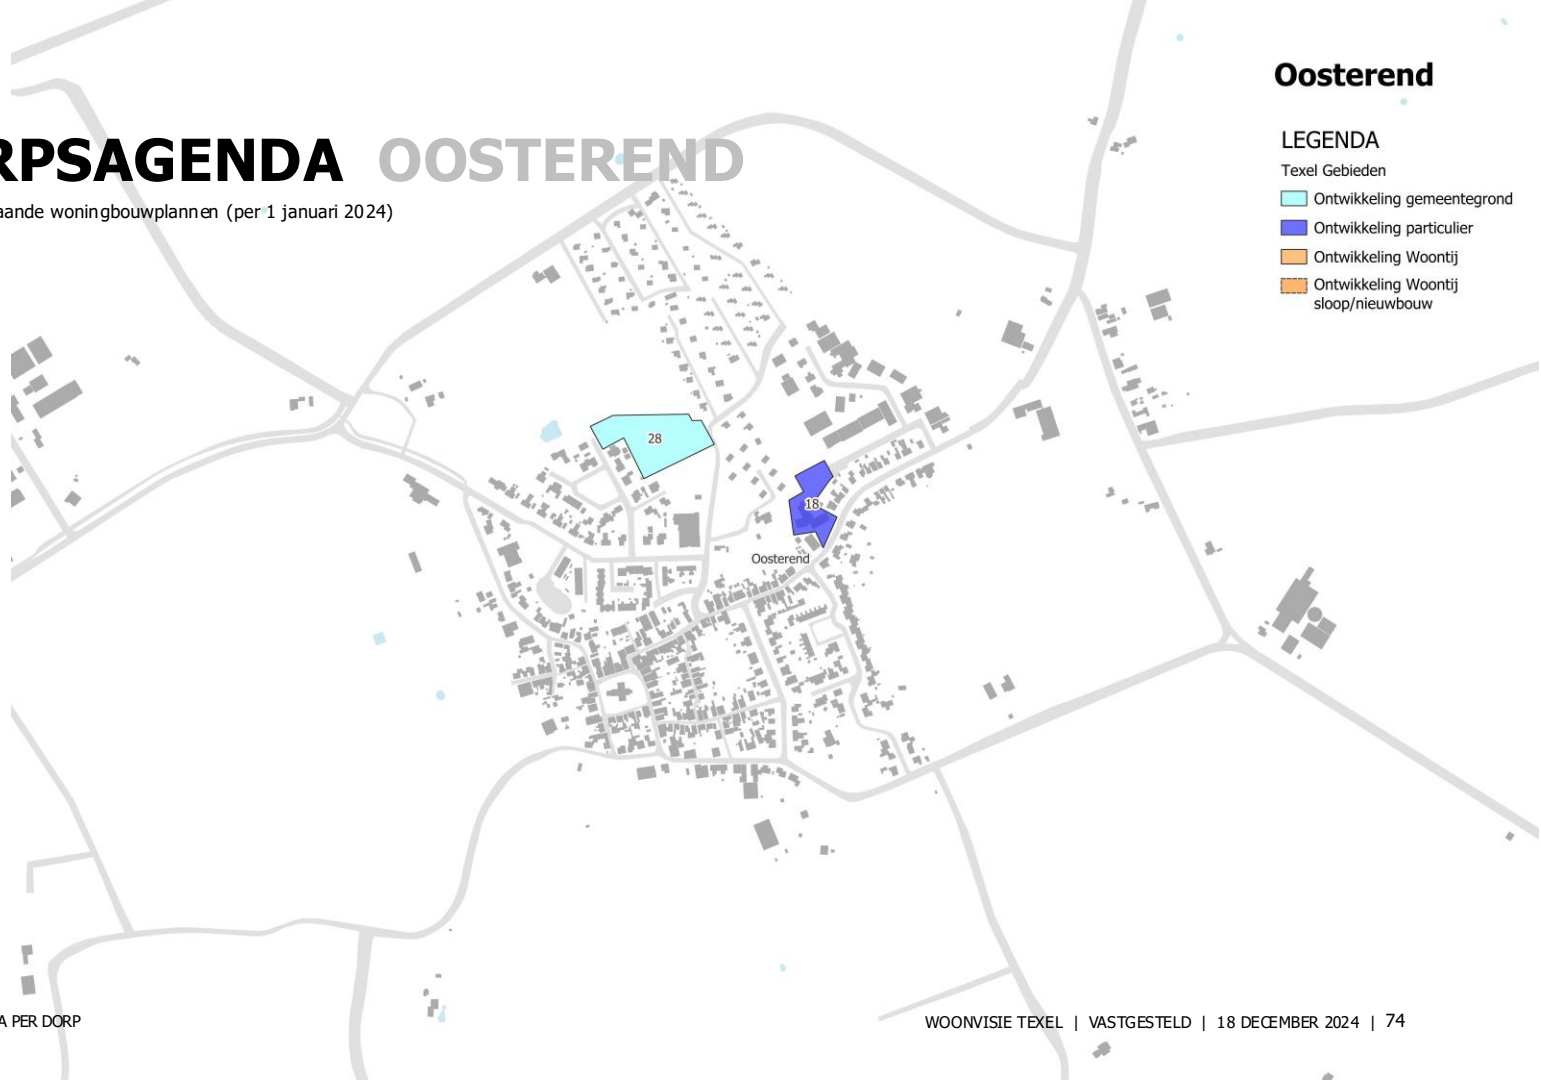 Oosterend
RPSAGENDA OOSTEREND
aande woningbouwplannen (per 1 januari 2024)
LEGENDA
Texel Gebieden
Ontwikkeling gemeentegrond
Ontwikkeling particulier
Ontwikkeling Woontij
Ontwikkeling Woontij
sloop/nieuwbouw
28
18
Oosterend
A PER DORP
WOONVISIE TEXEL | VASTGESTELD | 18 DECEMBER 2024 | 74